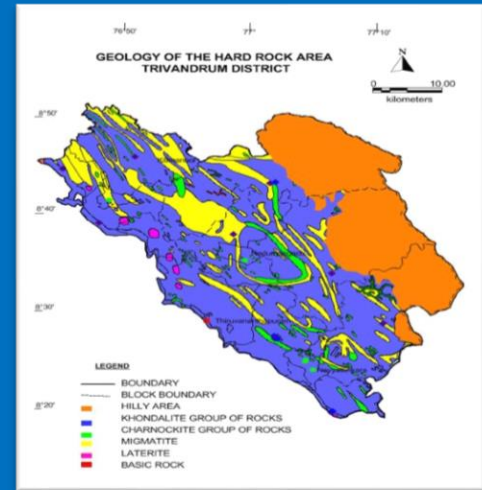 76°50'
77°
77°10'
GEOLOGY OF THE HARD ROCK AREA
TRIVANDRUM DISTRICT
N
0 10.00
kilometers
8°50'
8°40'
8°30'
8°20'
LEGEND
BOUNDARY
BLOCK BOUNDARY
HILLY AREA
KHONDALITE GROUP OF ROCKS
CHARNOCKITE GROUP OF ROCKS
MIGMATITE
LATERITE
BASIC ROCK